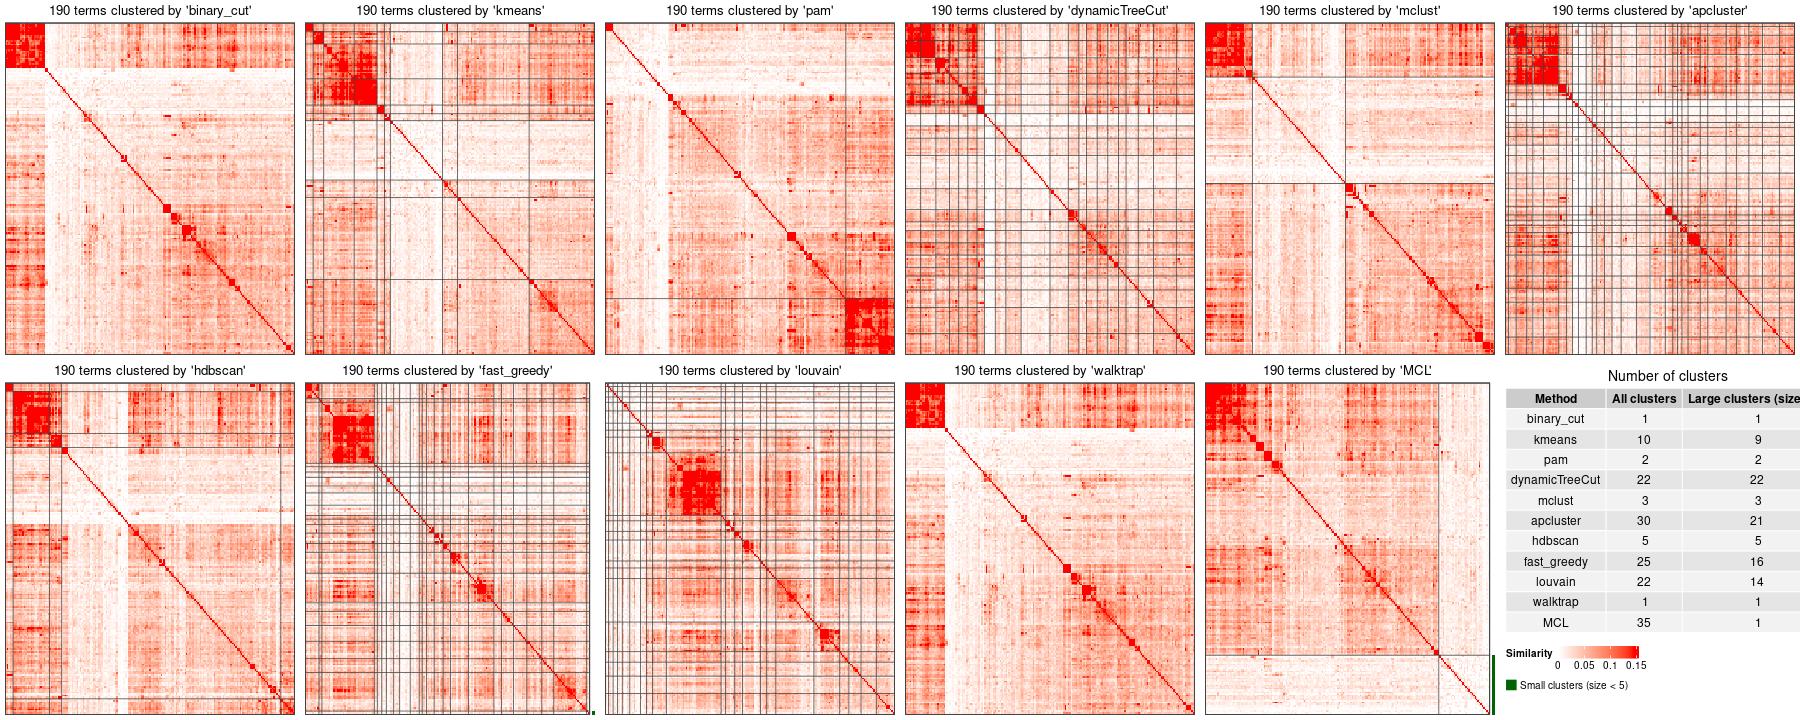 190 terms clustered by 'binary_cut'
190 terms clustered by 'kmeans'
190 terms clustered by 'pam'
190 terms clustered by 'dynamicTreeCut'
190 terms clustered by 'mclust'
190 terms clustered by 'apcluster'
190 terms clustered by 'hdbscan'
190 terms clustered by 'fast_greedy'
190 terms clustered by 'louvain'
190 terms clustered by 'walktrap'
190 terms clustered by 'MCL'
Number of clusters
Method All clusters Large clusters (size
binary_cut 1 1
kmeans 10 9
pam 2 2
dynamicTreeCut 22 22
mclust 3 3
apcluster 30 21
hdbscan 5 5
fast_greedy 25 16
louvain 22 14
walktrap 1 1
MCL 35 1
Similarity
0 0.05 0.1 0.15
Small clusters (size < 5)